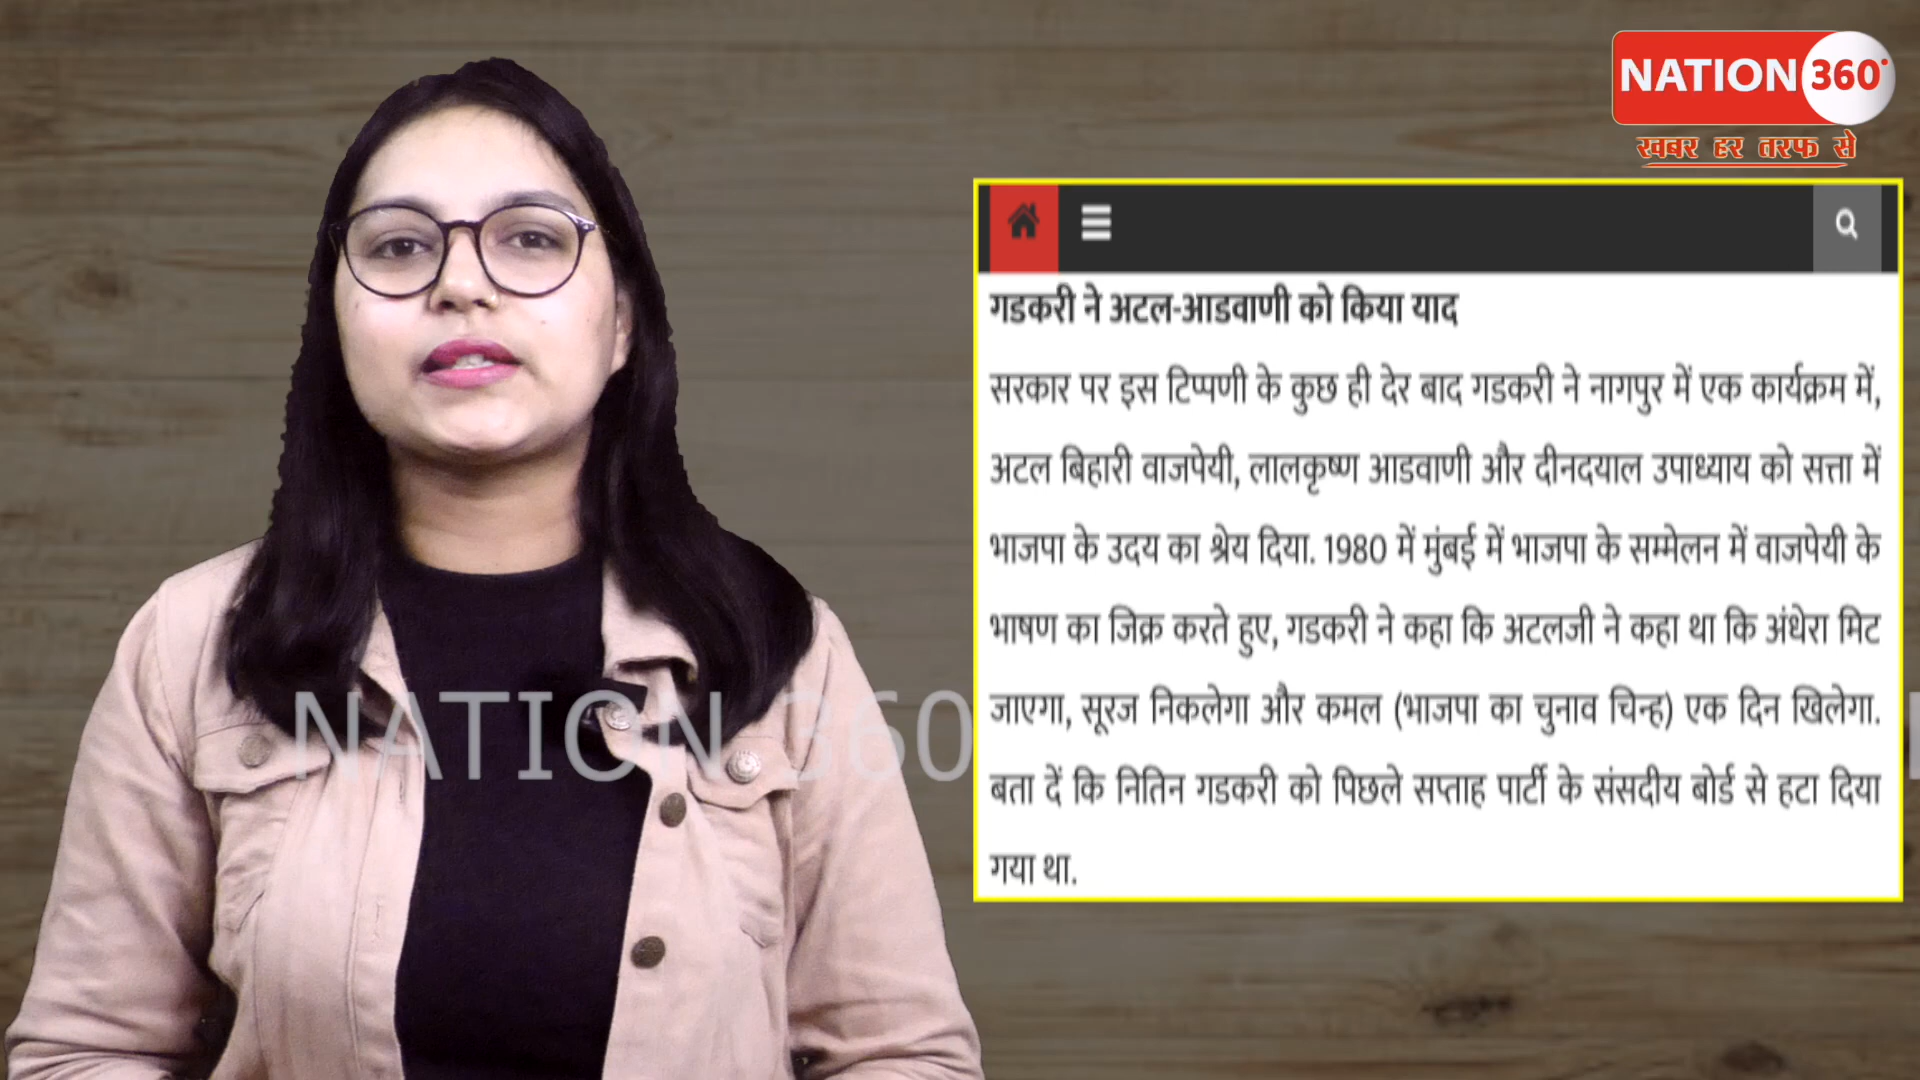 NATION 360°
खबर हर तरफ से
गडकरी ने अटल-आडवाणी को किया याद
सरकार पर इस टिप्पणी के कुछ ही देर बाद गडकरी ने नागपुर में एक कार्यक्रम में,
अटल बिहारी वाजपेयी, लालकृष्ण आडवाणी और दीनदयाल उपाध्याय को सत्ता में
भाजपा के उदय का श्रेय दिया. 1980 में मुंबई में भाजपा के सम्मेलन में वाजपेयी के
भाषण का जिक्र करते हुए, गडकरी ने कहा कि अटलजी ने कहा था कि अंधेरा मिट
जाएगा, सूरज निकलेगा और कमल (भाजपा का चुनाव चिन्ह) एक दिन खिलेगा.
बता दें कि नितिन गडकरी को पिछले सप्ताह पार्टी के संसदीय बोर्ड से हटा दिया
गया था.
NATION 360